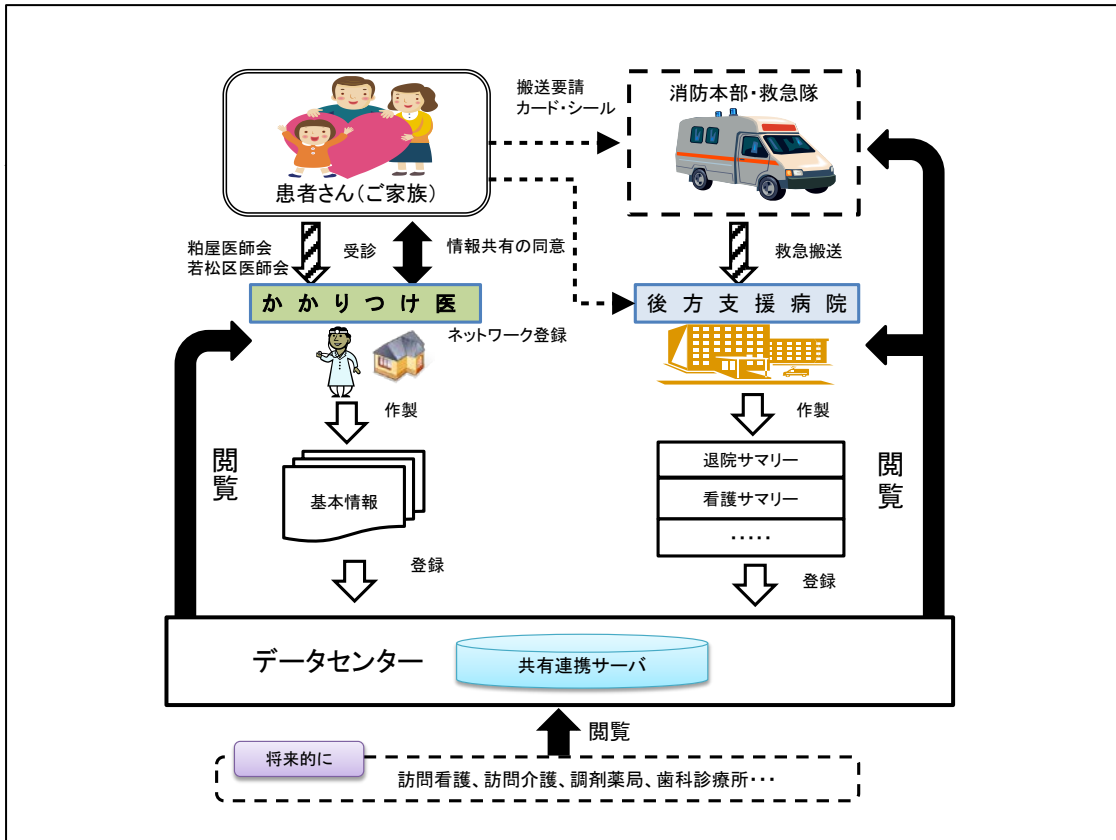 搬送要請
カード・シール
消防本部・救急隊
患者さん（ご家族）
粕屋医師会
若松区医師会
受診
情報共有の同意
救急搬送
かかりつけ医
後方支援病院
ネットワーク登録
作製
作製
閲覧
基本情報
退院サマリー
看護サマリー
・・・・・
閲覧
登録
登録
データセンター
共有連携サーバ
閲覧
将来的に
訪問看護、訪問介護、調剤薬局、歯科診療所・・・